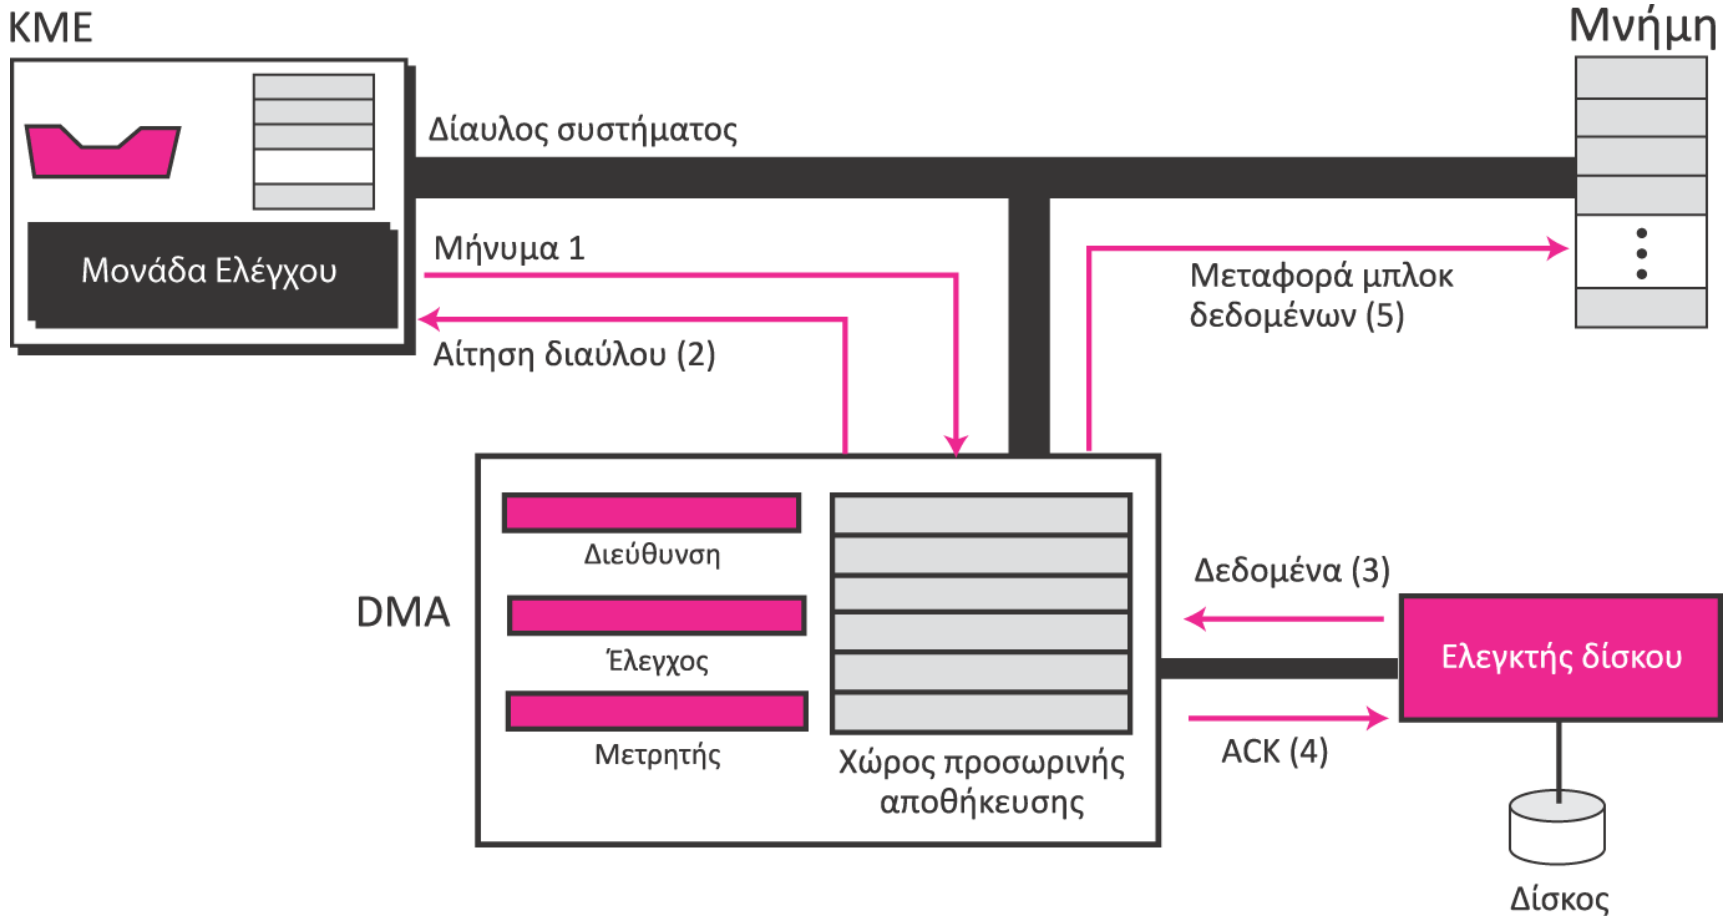 ΚΜΕ
Μνήμη
Δίαυλος συστήματος
Μονάδα Ελέγχου
Μήνυμα 1
Αίτηση διαύλου (2)
Μεταφορά μπλοκ
δεδομένων (5)
DMA
Διεύθυνση
Έλεγχος
Μετρητής
Χώρος προσωρινής
αποθήκευσης
Δεδομένα (3)
Ελεγκτής δίσκου
ACK (4)
Δίσκος